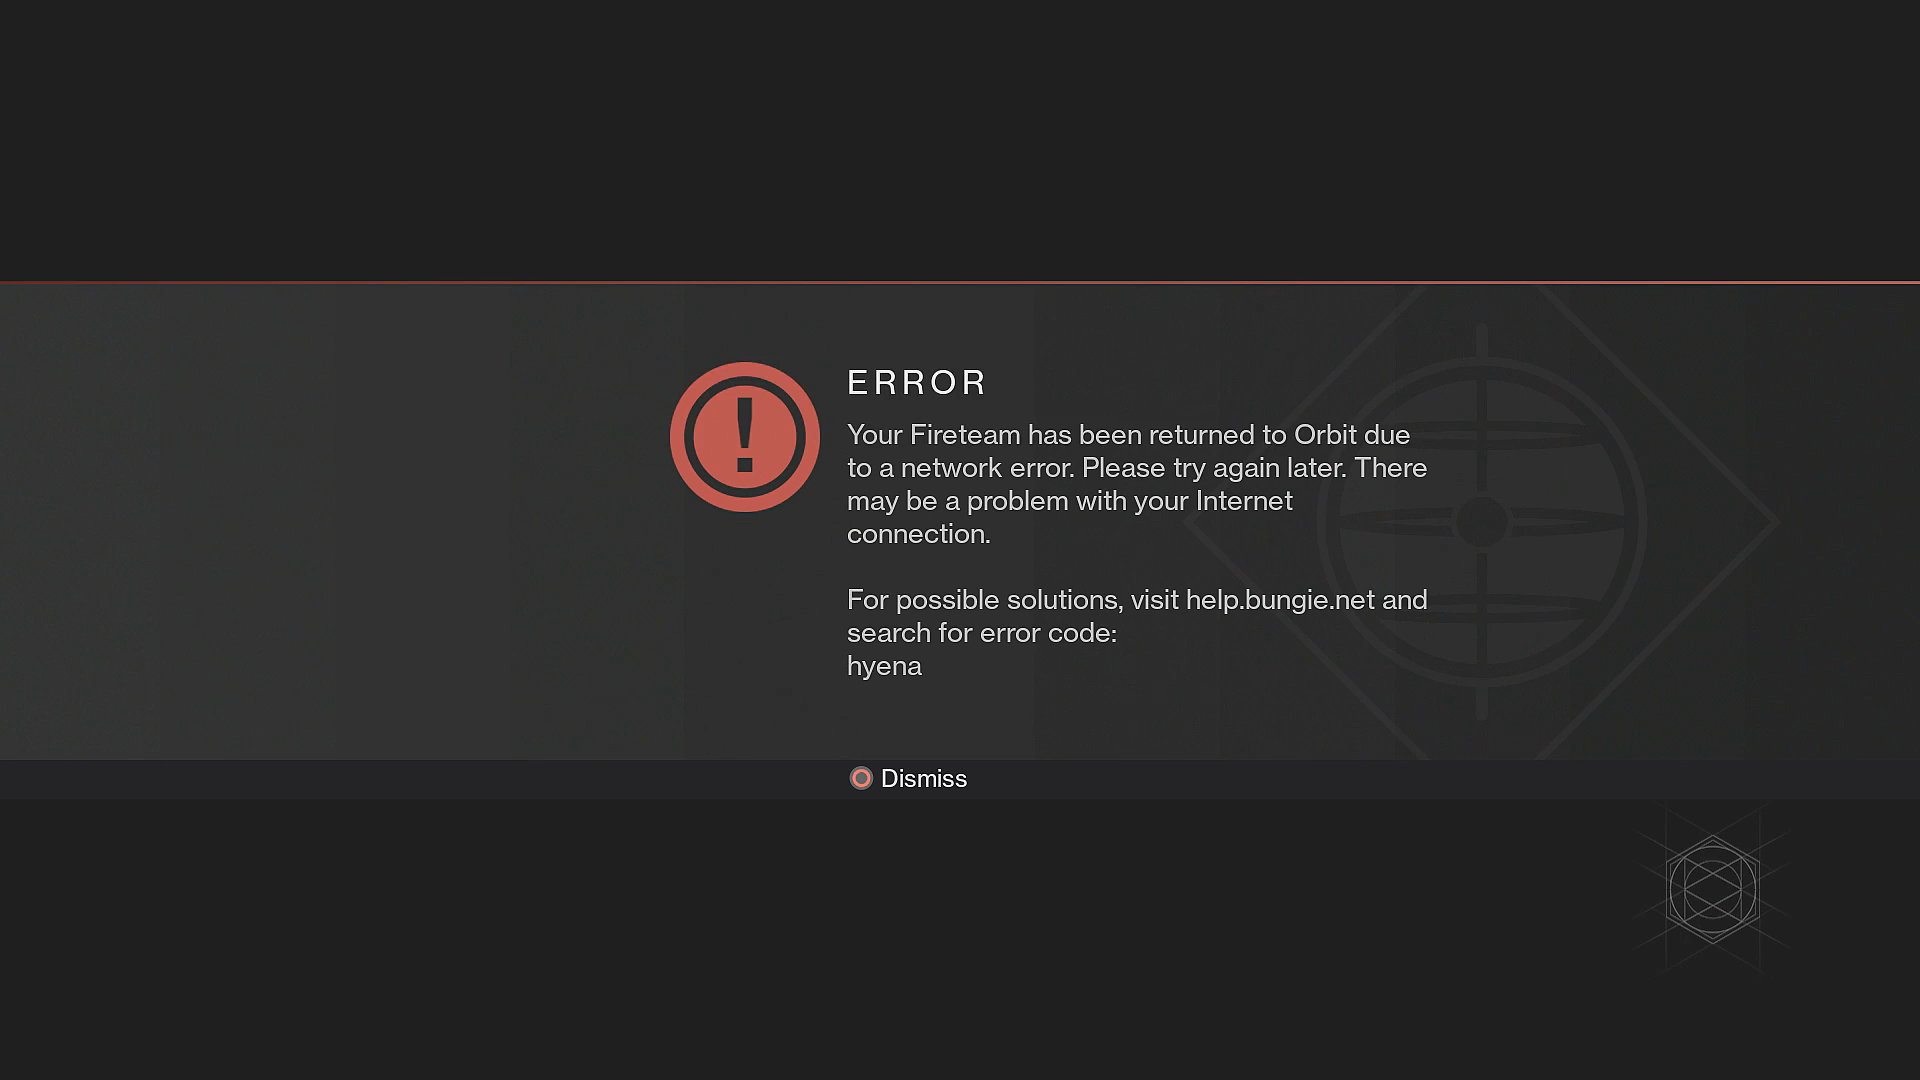 ERROR
Your Fireteam has been returned to Orbit due
to a network error. Please try again later. There
may be a problem with your Internet
connection.
For possible solutions, visit help.bungie.net and
search for error code:
hyena
Dismiss